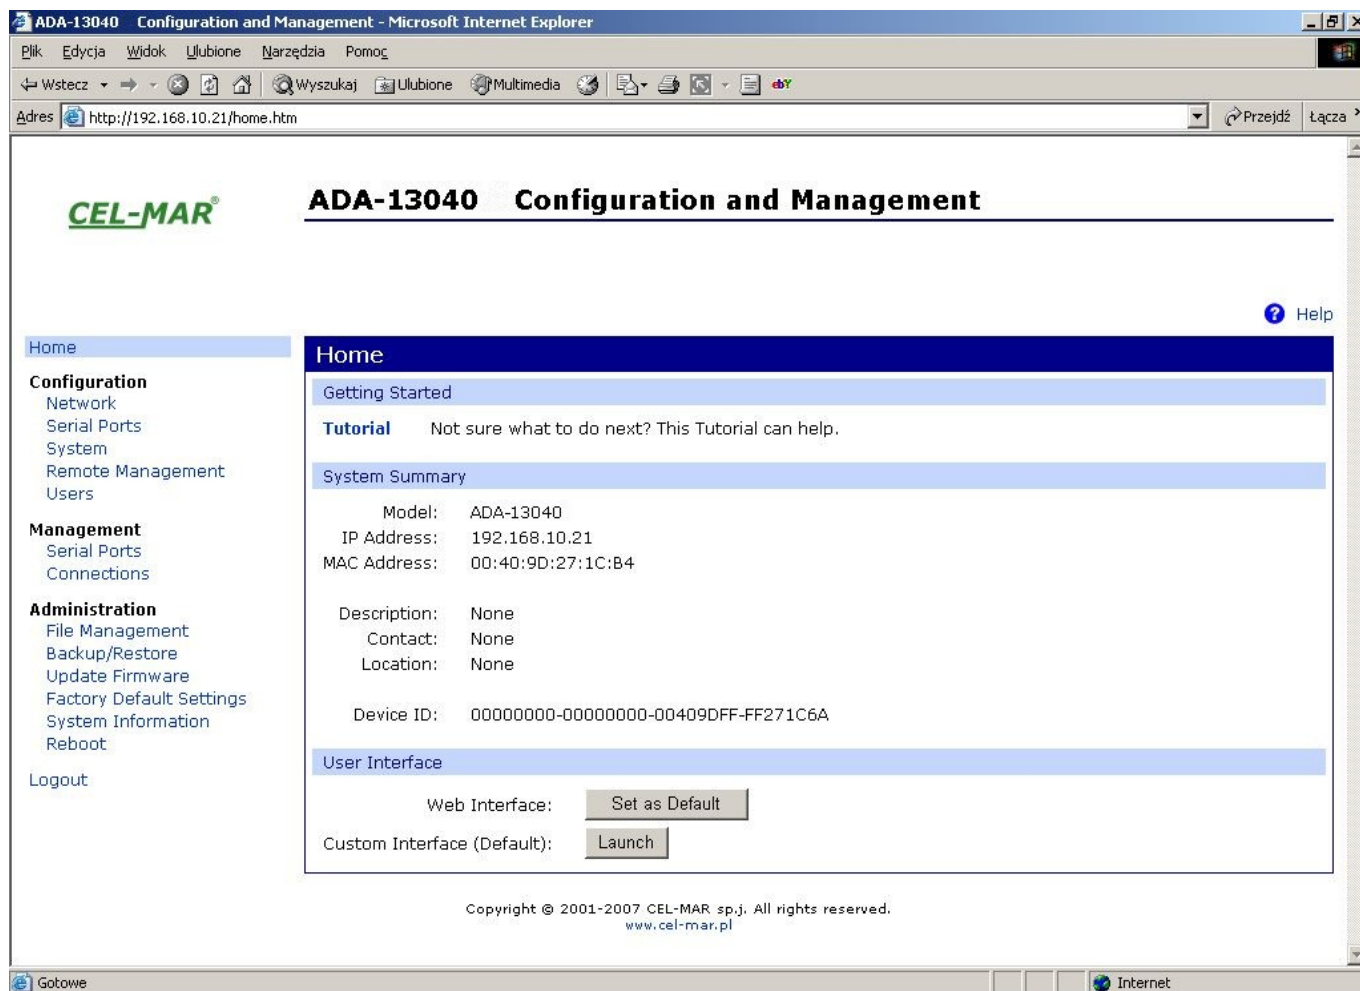 ADA-13040 Configuration and Management - Microsoft Internet Explorer
Plik Edycja Widok Ulubione Narzędzia Pomoc
Wstecz Wyszukaj Ulubione Multimedia ebY
Adres http://192.168.10.21/home.htm Przejdź Łącza
CEL-MAR®
ADA-13040 Configuration and Management
? Help
Home
Configuration
Network
Serial Ports
System
Remote Management
Users
Management
Serial Ports
Connections
Administration
File Management
Backup/Restore
Update Firmware
Factory Default Settings
System Information
Reboot
Logout
Home
Getting Started
Tutorial Not sure what to do next? This Tutorial can help.
System Summary
Model: ADA-13040
IP Address: 192.168.10.21
MAC Address: 00:40:9D:27:1C:B4
Description: None
Contact: None
Location: None
Device ID: 00000000-00000000-00409DFF-FF271C6A
User Interface
Web Interface: Set as Default
Custom Interface (Default): Launch
Copyright © 2001-2007 CEL-MAR sp.j. All rights reserved.
www.cel-mar.pl
Gotowe Internet